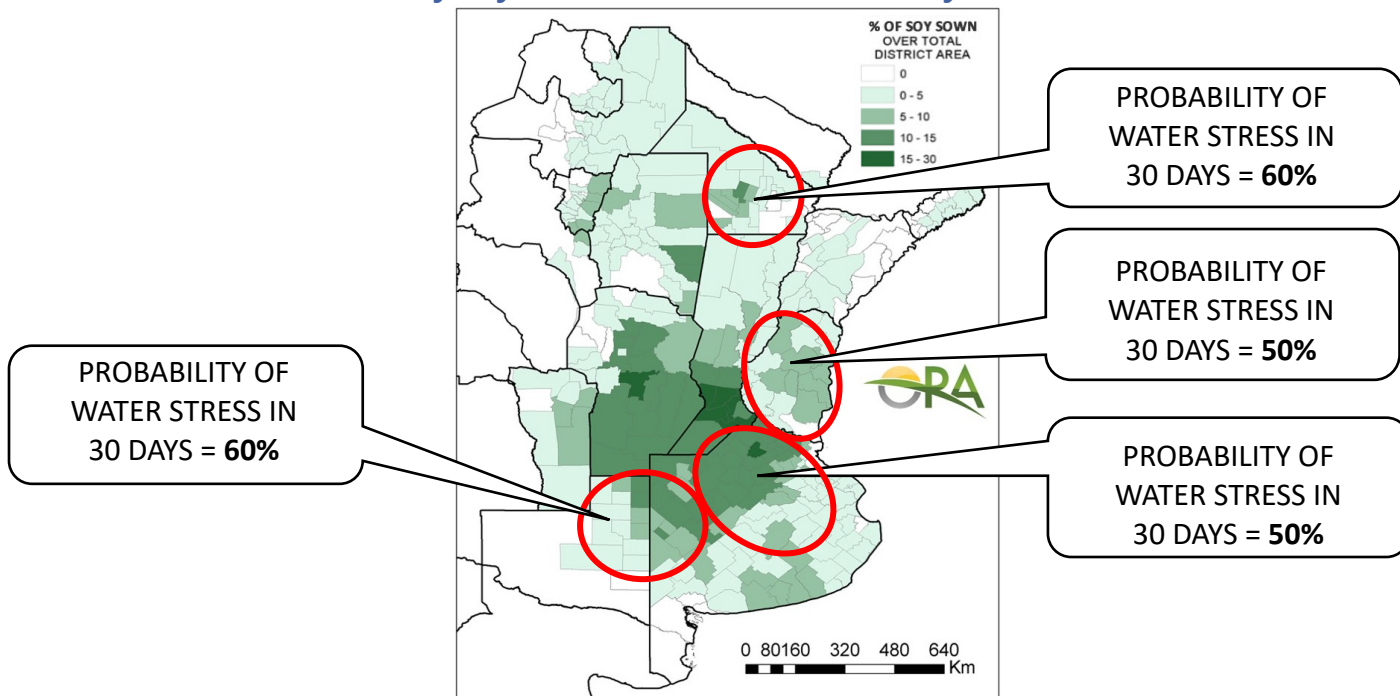 % OF SOY SOWN
OVER TOTAL
DISTRICT AREA
0
0 - 5
5 - 10
10 - 15
15 - 30
PROBABILITY OF
WATER STRESS IN
30 DAYS = 60%
PROBABILITY OF
WATER STRESS IN
30 DAYS = 50%
ORA
PROBABILITY OF
WATER STRESS IN
30 DAYS = 60%
PROBABILITY OF
WATER STRESS IN
30 DAYS = 50%
0 80160 320 480 640
Km